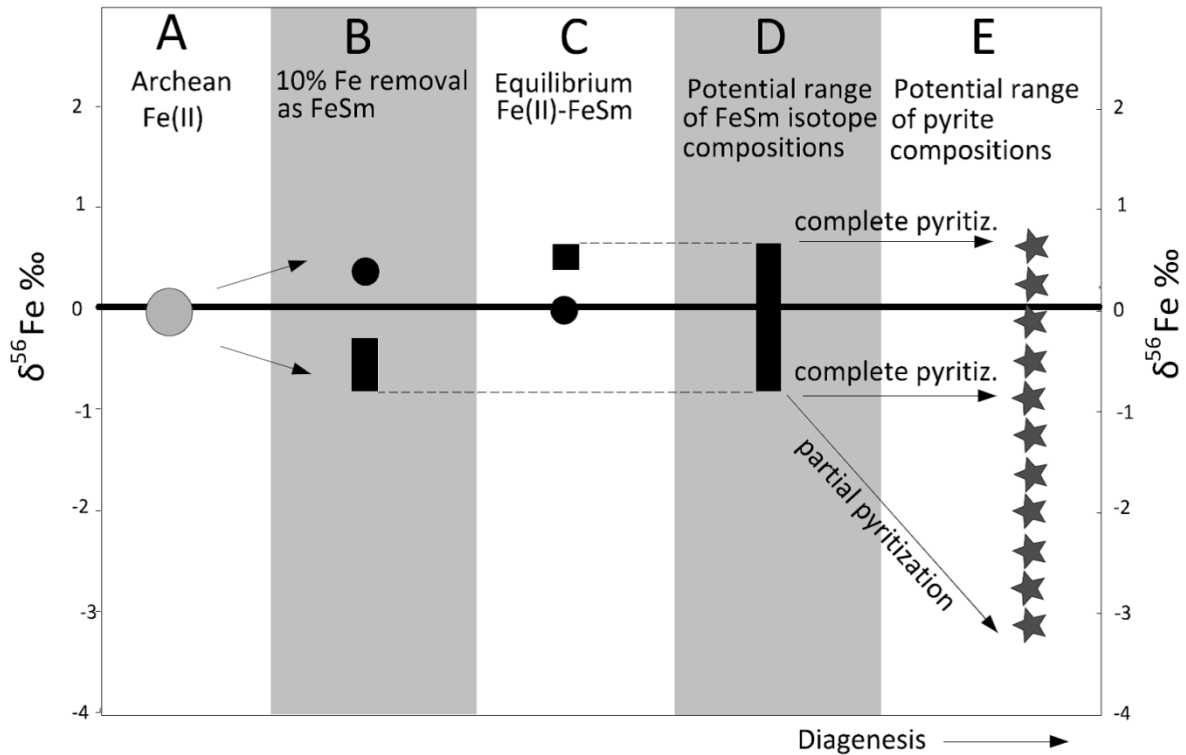 A
B
C
D
E
Archean
Fe(II)
10% Fe removal
as FeSm
Equilibrium
Fe(II)-FeSm
Potential range
of FeSm isotope
compositions
Potential range
of pyrite
compositions
2
1
0
-1
-2
-3
-4
δ56Fe ‰
complete pyritiz.
complete pyritiz.
partial pyritization
2
1
0
-1
-2
-3
-4
δ56Fe ‰
Diagenesis